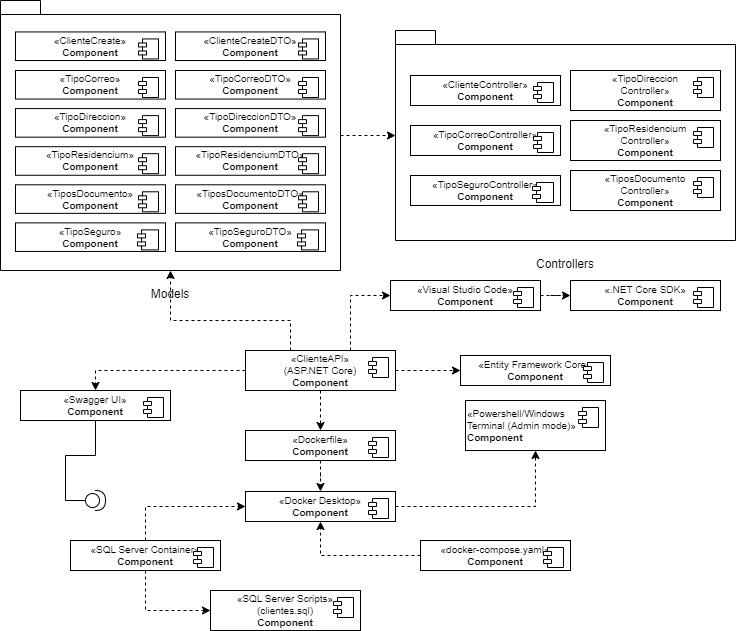 «ClienteCreate»
Component
«ClienteCreateDTO»
Component
«TipoCorreo»
Component
«TipoCorreoDTO»
Component
«TipoDireccion»
Component
«TipoDireccionDTO»
Component
«TipoResidencium»
Component
«TipoResidenciumDTO»
Component
«TiposDocumento»
Component
«TiposDocumentoDTO»
Component
«TipoSeguro»
Component
«TipoSeguroDTO»
Component
Models
«ClienteController»
Component
«TipoDireccion
Controller»
Component
«TipoCorreoController»
Component
«TipoResidencium
Controller»
Component
«TipoSeguroController»
Component
«TiposDocumento
Controller»
Component
Controllers
«Visual Studio Code»
Component
«.NET Core SDK»
Component
«ClienteAPI»
(ASP.NET Core)
Component
«Entity Framework Core»
Component
«Swagger UI»
Component
«Powershell/Windows
Terminal (Admin mode)»
Component
«Dockerfile»
Component
«Docker Desktop»
Component
«SQL Server Container»
Component
«docker-compose.yaml»
Component
«SQL Server Scripts»
(clientes.sql)
Component